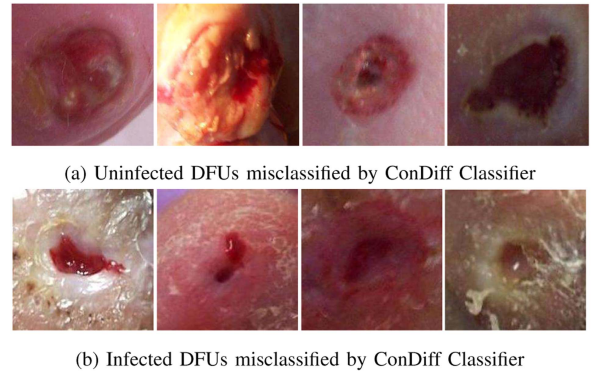 (a) Uninfected DFUs misclassified by ConDiff Classifier
(b) Infected DFUs misclassified by ConDiff Classifier